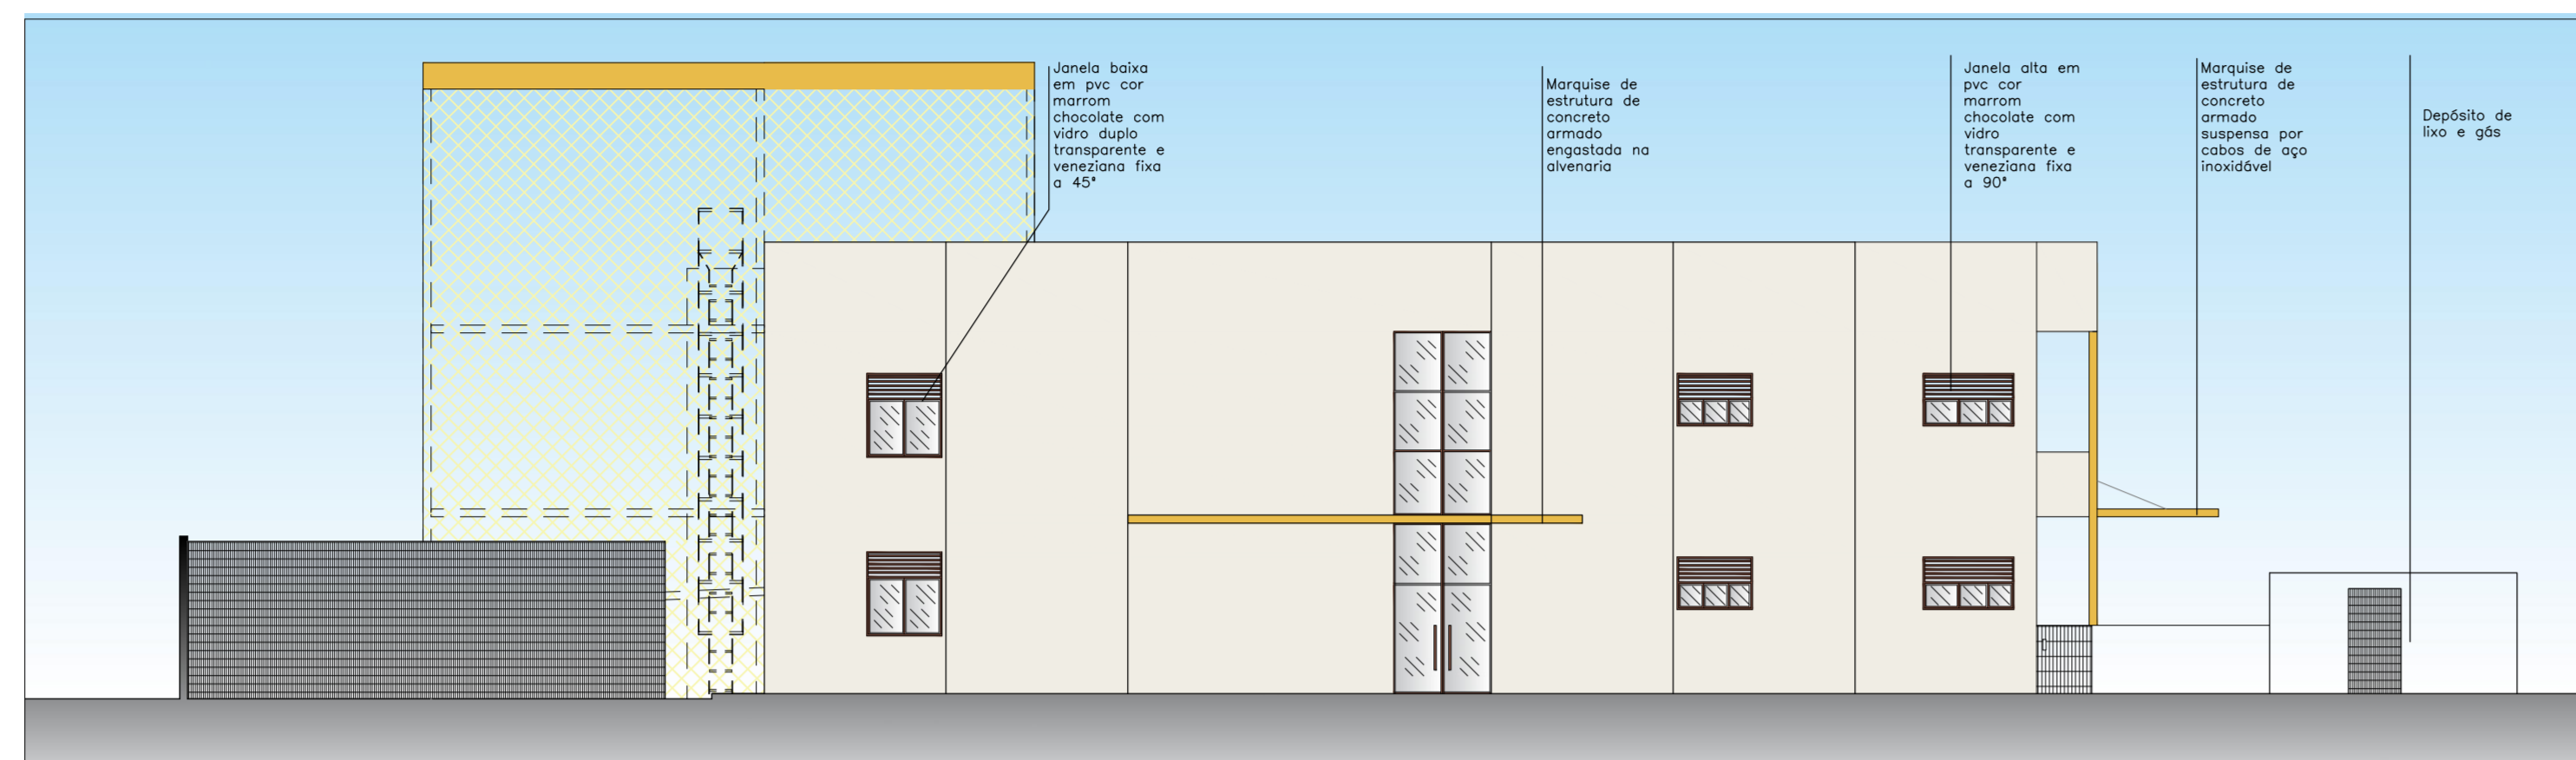 Janela baixa
em pvc cor
marrom
chocolate com
vidro duplo
transparente e
veneziana fixa
a 45°
Marquise de
estrutura de
concreto
armado
engastada na
alvenaria
Janela alta em
pvc cor
marrom
chocolate com
vidro
transparente e
veneziana fixa
a 90°
Marquise de
estrutura de
concreto
armado
suspensa por
cabos de aço
inoxidável
Depósito de
lixo e gás